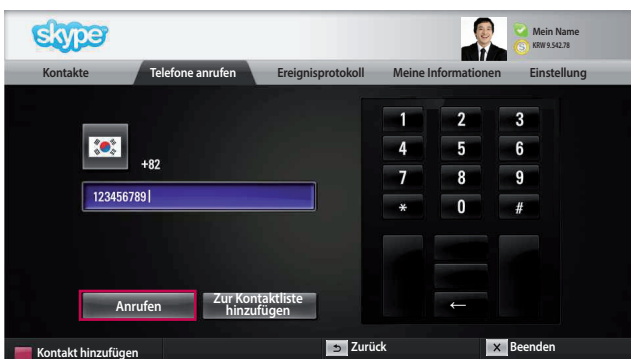 skype
Mein Name
KRW 9.542.78
Kontakte Telefone anrufen Ereignisprotokoll Meine Informationen Einstellung
+82
123456789
1 2 3
4 5 6
7 8 9
* 0 #
←
Anrufen
Zur Kontaktliste
hinzufügen
Kontakt hinzufügen Zurück X Beenden